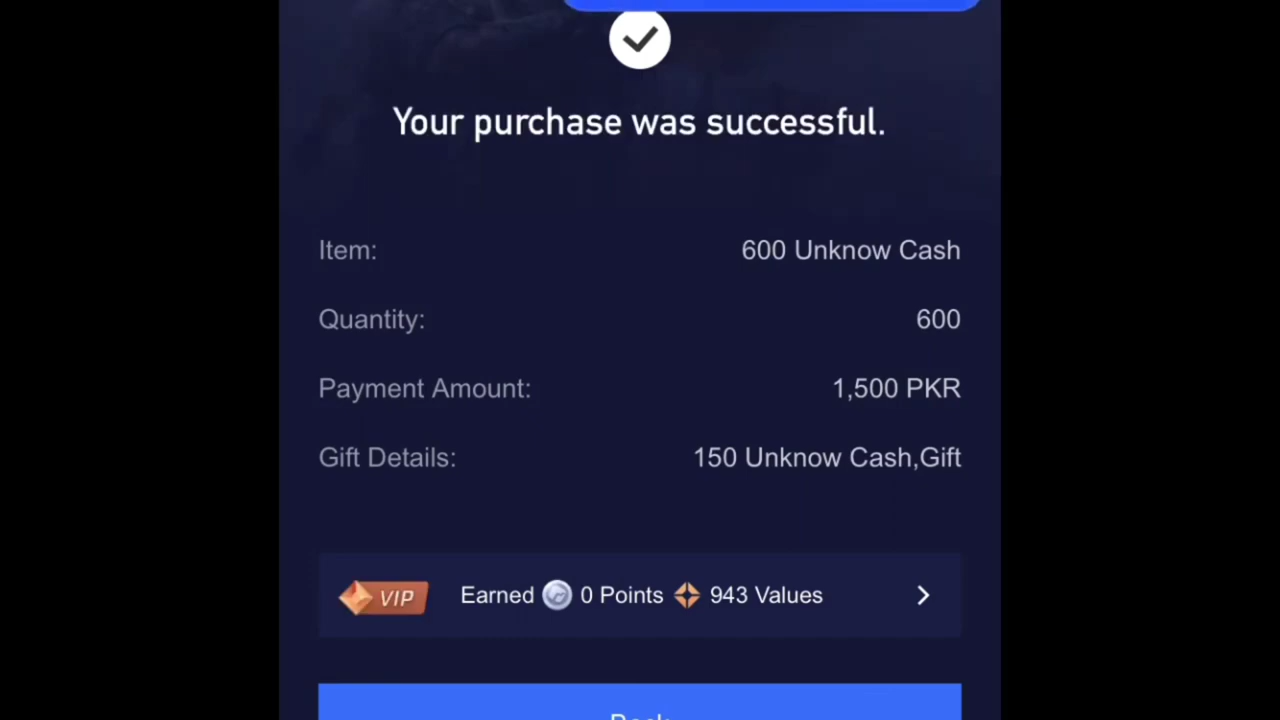 Your purchase was successful.
Item: 600 Unknow Cash
Quantity: 600
Payment Amount: 1,500 PKR
Gift Details: 150 Unknow Cash,Gift
VIP Earned 0 Points 943 Values